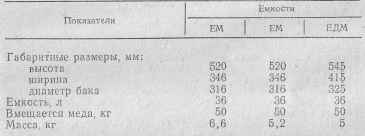 Показатели Емкости
ЕМ ЕМ ЕДМ
Габаритные размеры, мм:
высота 520 520 545
ширина 346 346 415
диаметр бака 316 316 325
Емкость, л 36 36 36
Вмещается меда, кг 50 50 50
Масса, кг 6,6 5,2 5